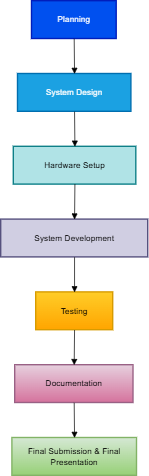 Planning
System Design
Hardware Setup
System Development
Testing
Documentation
Final Submission & Final
Presentation